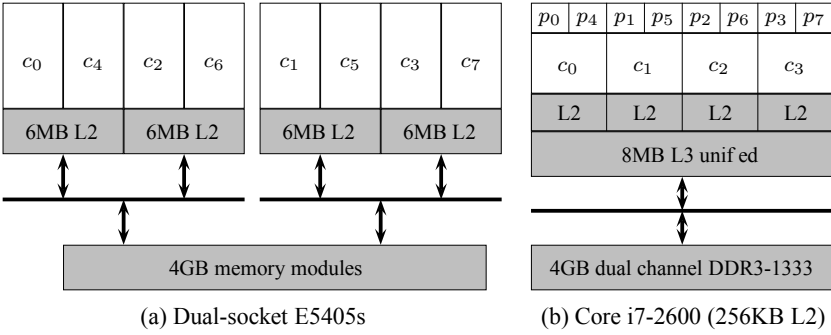 c0 c4 c2 c6 c1 c5 c3 c7
6MB L2 6MB L2 6MB L2 6MB L2
4GB memory modules
(a) Dual-socket E5405s
p0 p4 p1 p5 p2 p6 p3 p7
c0 c1 c2 c3
L2 L2 L2 L2
8MB L3 unif ed
4GB dual channel DDR3-1333
(b) Core i7-2600 (256KB L2)